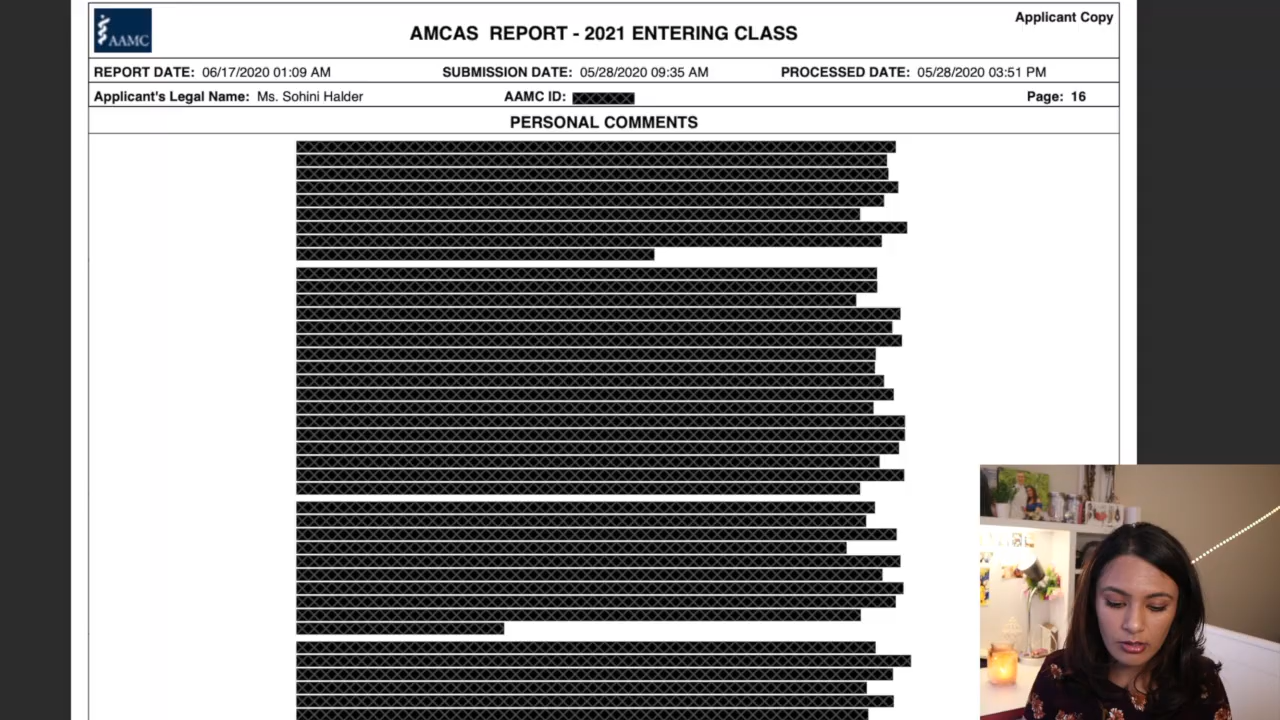 Applicant Copy
AAMC
AMCAS REPORT - 2021 ENTERING CLASS
REPORT DATE: 06/17/2020 01:09 AM SUBMISSION DATE: 05/28/2020 09:35 AM PROCESSED DATE: 05/28/2020 03:51 PM
Applicant's Legal Name: Ms. Sohini Halder AAMC ID: Page: 16
PERSONAL COMMENTS